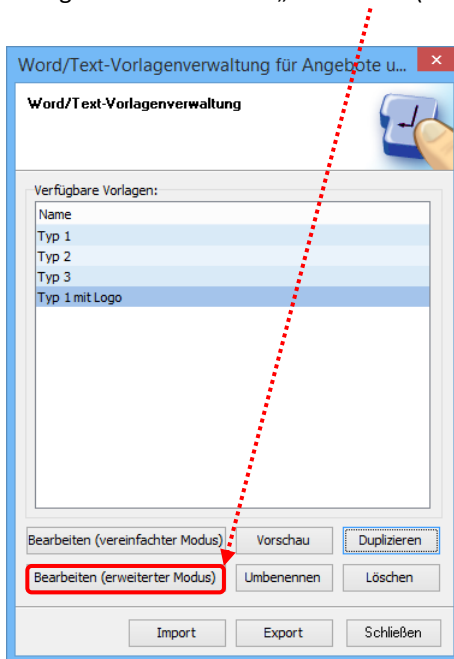 Word/Text-Vorlagenverwaltung für Angebote u...
Word/Text-Vorlagenverwaltung
Verfügbare Vorlagen:
Name
Typ 1
Typ 2
Typ 3
Typ 1 mit Logo
Bearbeiten (vereinfachter Modus) Vorschau Duplizieren
Bearbeiten (erweiterter Modus) Umbenennen Löschen
Import Export Schließen